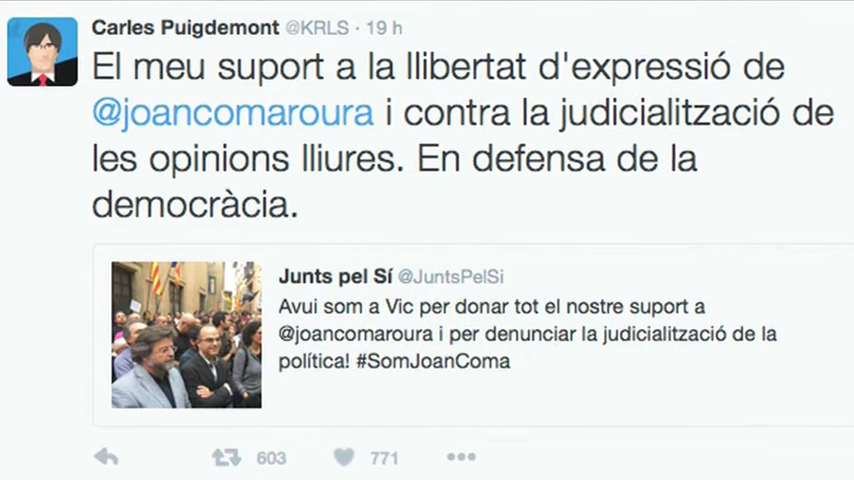 Carles Puigdemont @KRLS · 19 h
El meu suport a la llibertat d'expressió de
@joancomaroura i contra la judicialització de
les opinions lliures. En defensa de la
democràcia.
Junts pel Sí @JuntsPelSi
Avui som a Vic per donar tot el nostre suport a
@joancomaroura i per denunciar la judicialització de la
política! #SomJoanComa
603 771